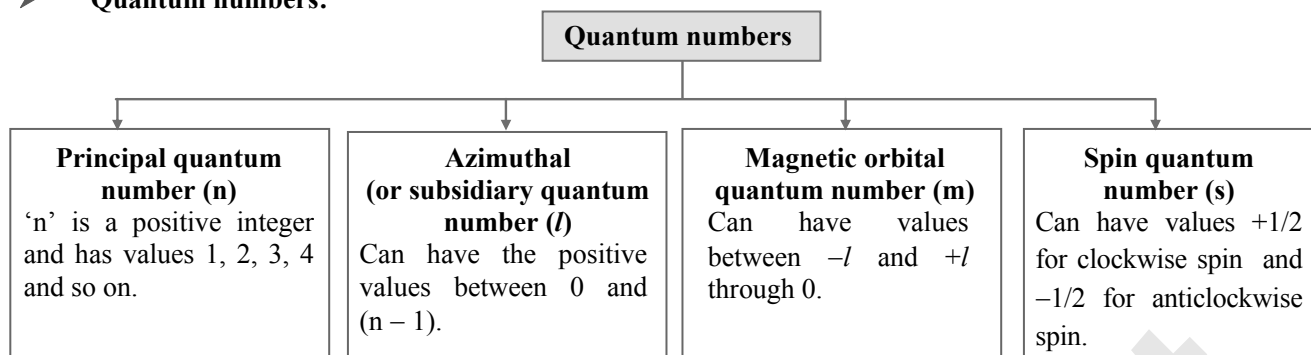 ➤ Quantum numbers:
Quantum numbers
Principal quantum
number (n)
‘n’ is a positive integer
and has values 1, 2, 3, 4
and so on.
Azimuthal
(or subsidiary quantum
number (l)
Can have the positive
values between 0 and
(n – 1).
Magnetic orbital
quantum number (m)
Can have values
between –l and +l
through 0.
Spin quantum
number (s)
Can have values +1/2
for clockwise spin and
–1/2 for anticlockwise
spin.